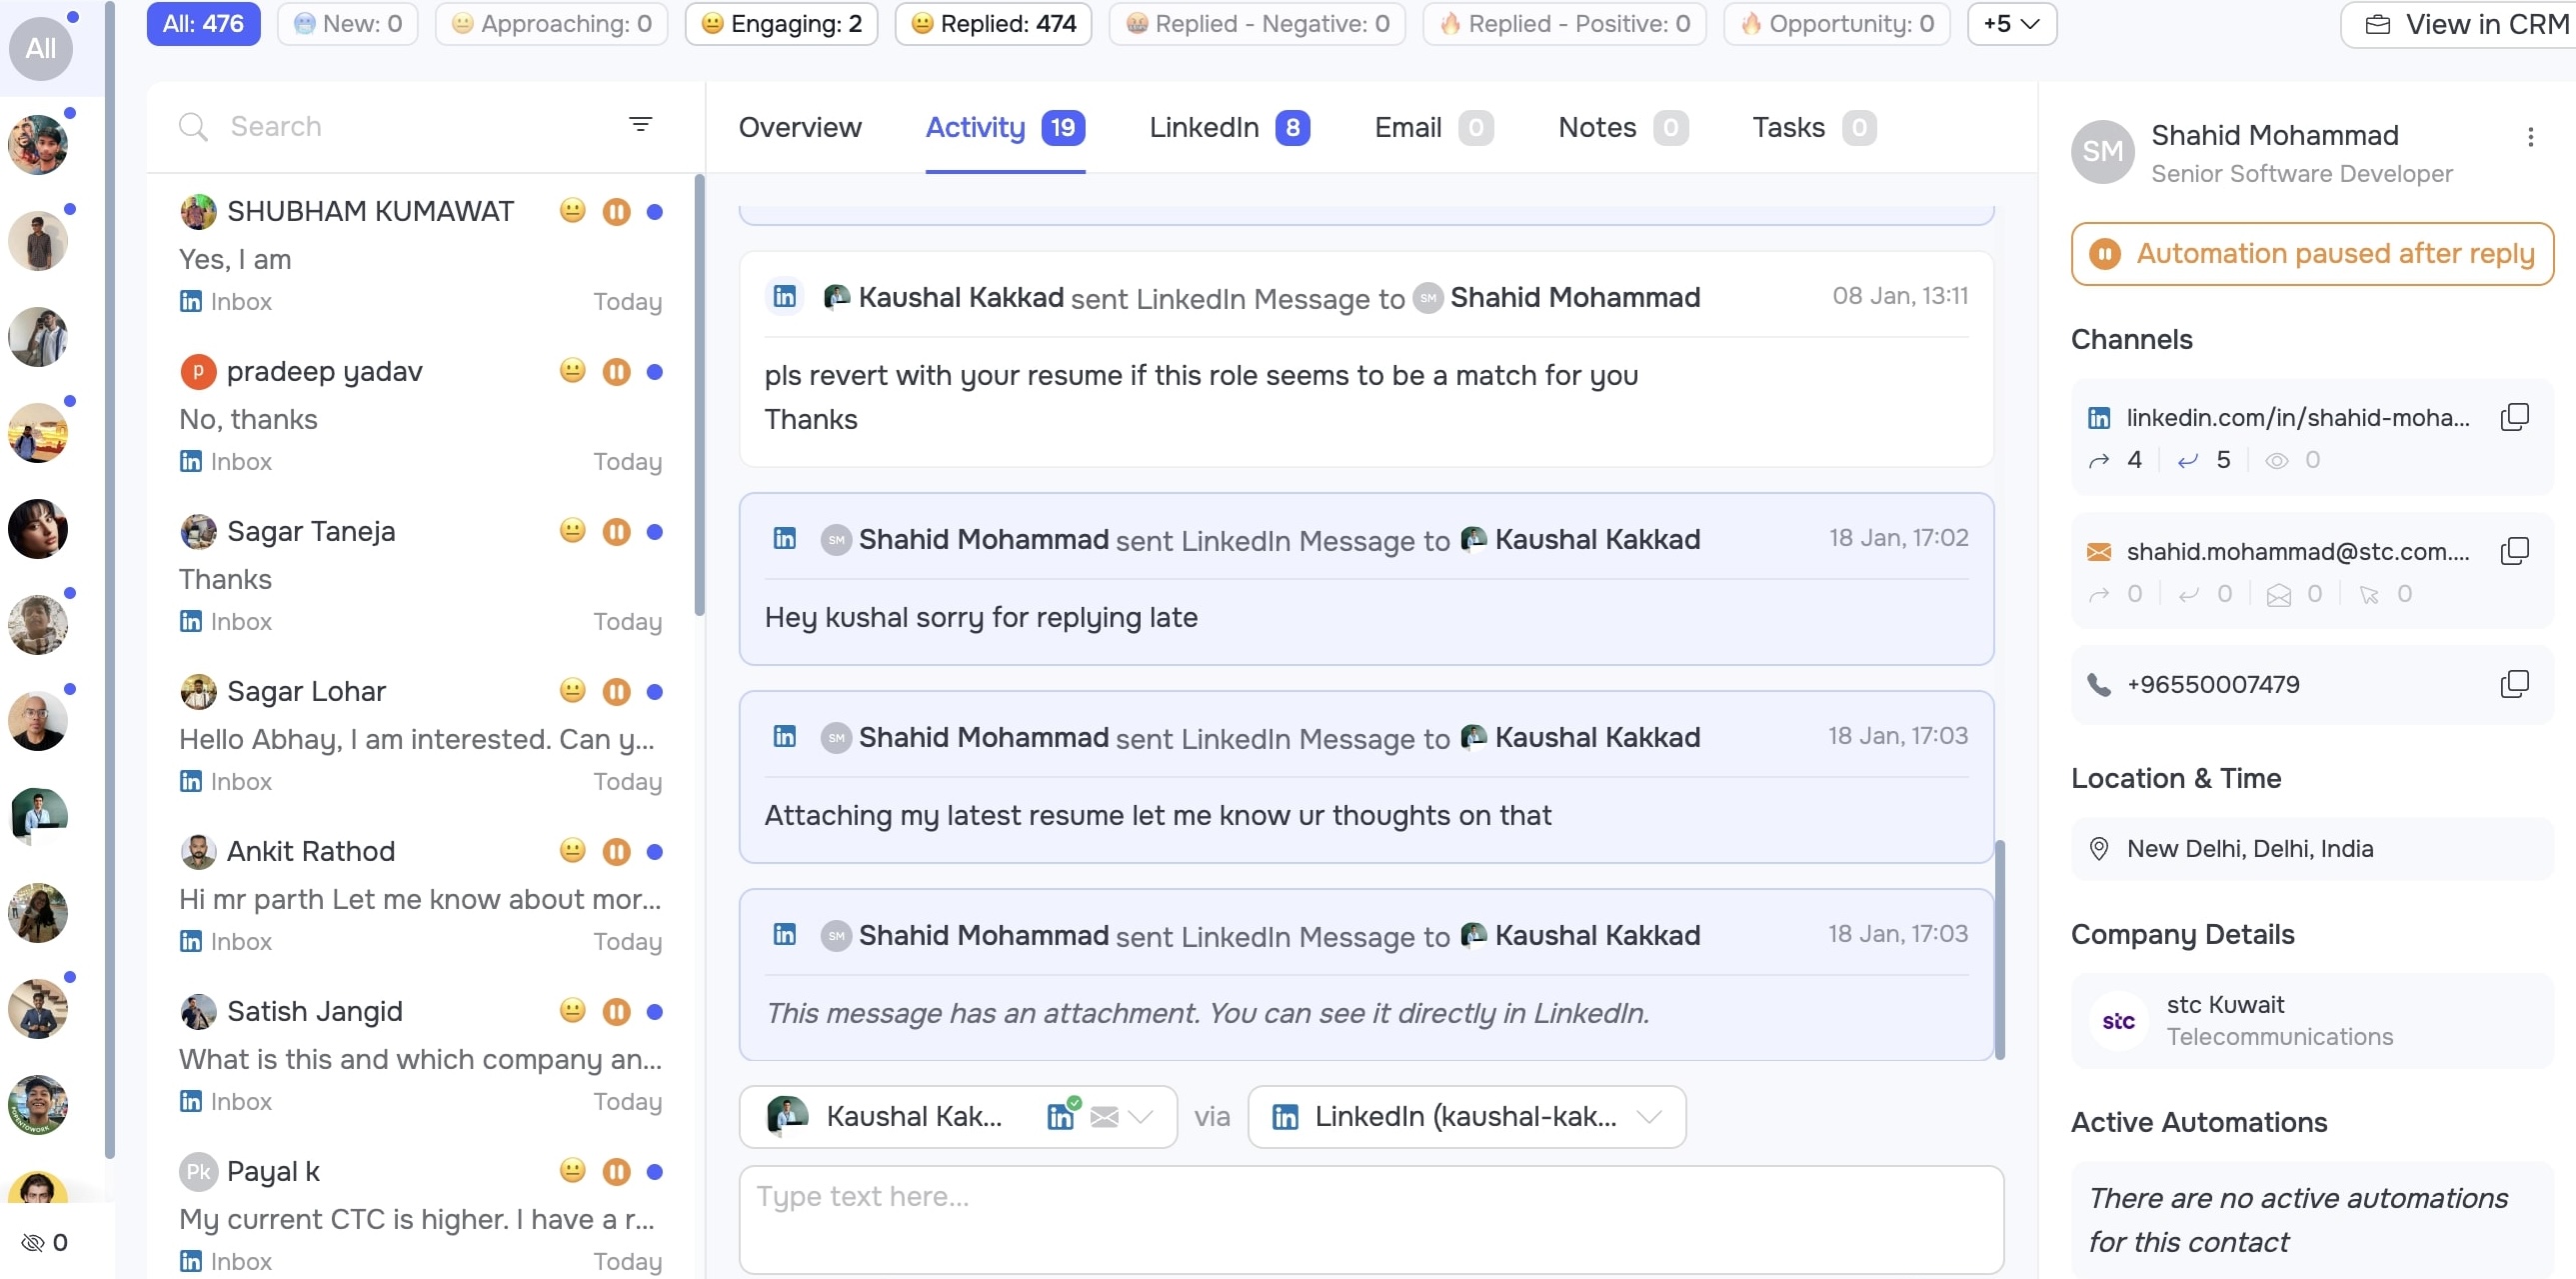 All
0
All: 476
New: 0
Approaching: 0
Engaging: 2
Replied: 474
Replied - Negative: 0
Replied - Positive: 0
Opportunity: 0
+5
View in CRM
Search
SHUBHAM KUMAWAT
Yes, I am
Inbox Today
p pradeep yadav
No, thanks
Inbox Today
Sagar Taneja
Thanks
Inbox Today
Sagar Lohar
Hello Abhay, I am interested. Can y...
Inbox Today
Ankit Rathod
Hi mr parth Let me know about mor...
Inbox Today
Satish Jangid
What is this and which company an...
Inbox Today
Pk Payal k
My current CTC is higher. I have a r...
Inbox Today
Overview Activity 19 LinkedIn 8 Email 0 Notes 0 Tasks 0
in Kaushal Kakkad sent LinkedIn Message to SM Shahid Mohammad 08 Jan, 13:11
pls revert with your resume if this role seems to be a match for you
Thanks
in SM Shahid Mohammad sent LinkedIn Message to Kaushal Kakkad 18 Jan, 17:02
Hey kushal sorry for replying late
in SM Shahid Mohammad sent LinkedIn Message to Kaushal Kakkad 18 Jan, 17:03
Attaching my latest resume let me know ur thoughts on that
in SM Shahid Mohammad sent LinkedIn Message to Kaushal Kakkad 18 Jan, 17:03
This message has an attachment. You can see it directly in LinkedIn.
Kaushal Kak... in via in LinkedIn (kaushal-kak...
Type text here...
SM Shahid Mohammad
Senior Software Developer
Automation paused after reply
Channels
in linkedin.com/in/shahid-moha...
4 5 0
shahid.mohammad@stc.com....
0 0 0 0
+96550007479
Location & Time
New Delhi, Delhi, India
Company Details
stc
stc Kuwait
Telecommunications
Active Automations
There are no active automations
for this contact